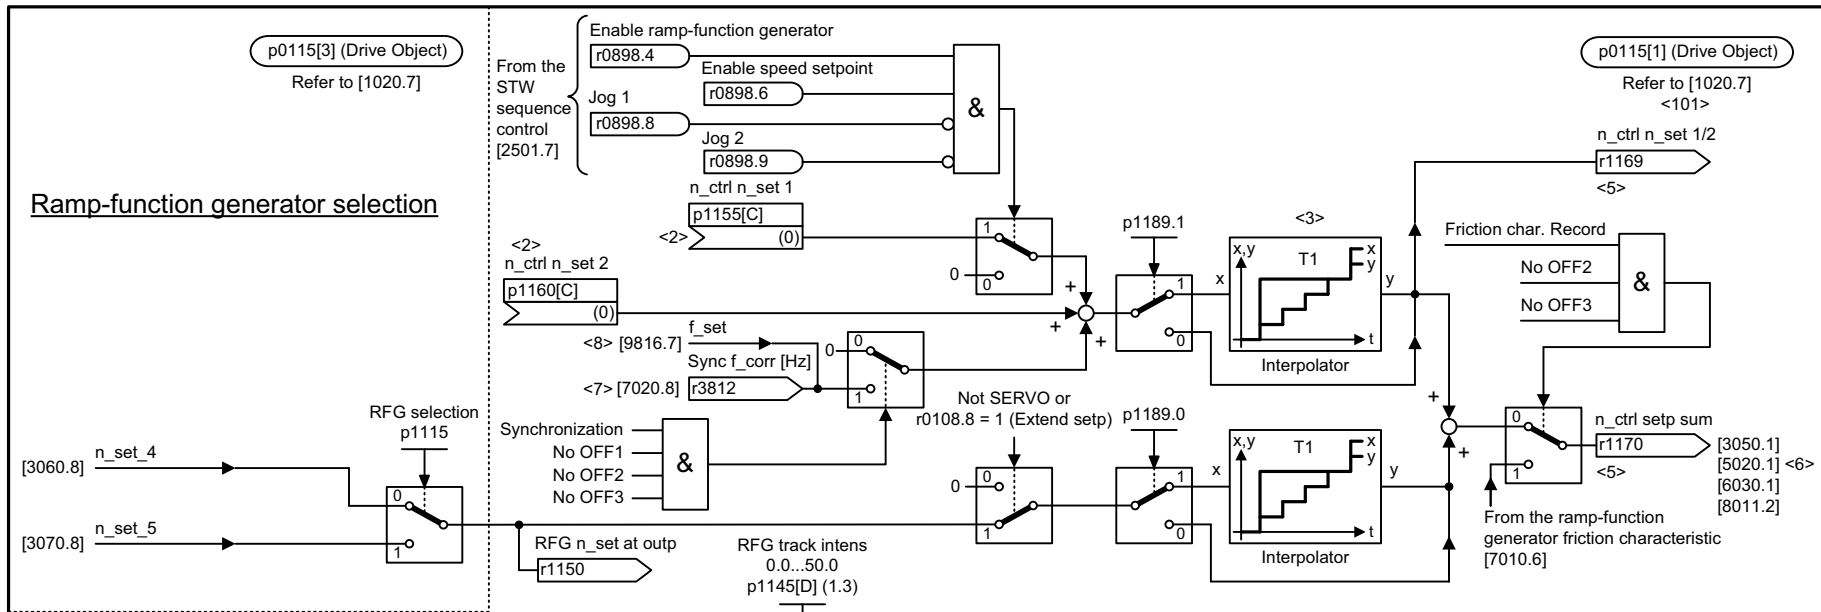 p0115[3] (Drive Object)
Refer to [1020.7]
Ramp-function generator selection
RFG selection
p1115
[3060.8]
n_set_4
0
[3070.8]
n_set_5
1
From the
STW
sequence
control
[2501.7]
Enable ramp-function generator
r0898.4
Enable speed setpoint
r0898.6
Jog 1
r0898.8
Jog 2
r0898.9
&
n_ctrl n_set 1
p1155[C]
<2>
(0)
1
0
0
<2>
n_ctrl n_set 2
p1160[C]
(0)
+
+
+
f_set
<8> [9816.7]
Sync f_corr [Hz]
<7> [7020.8]
r3812
0
0
1
Synchronization
No OFF1
No OFF2
No OFF3
&
RFG n_set at outp
r1150
RFG track intens
0.0...50.0
p1145[D] (1.3)
Not SERVO or
r0108.8 = 1 (Extend setp)
0
0
1
p1189.1
1
0
x
<3>
x,y
T1
x
y
t
y
Interpolator
p1189.0
1
0
x
x,y
T1
x
y
t
y
Interpolator
p0115[1] (Drive Object)
Refer to [1020.7]
<101>
n_ctrl n_set 1/2
r1169
<5>
Friction char. Record
No OFF2
No OFF3
&
+
+
0
1
n_ctrl setp sum
r1170
<5>
[3050.1]
[5020.1] <6>
[6030.1]
[8011.2]
From the ramp-function
generator friction characteristic
[7010.6]